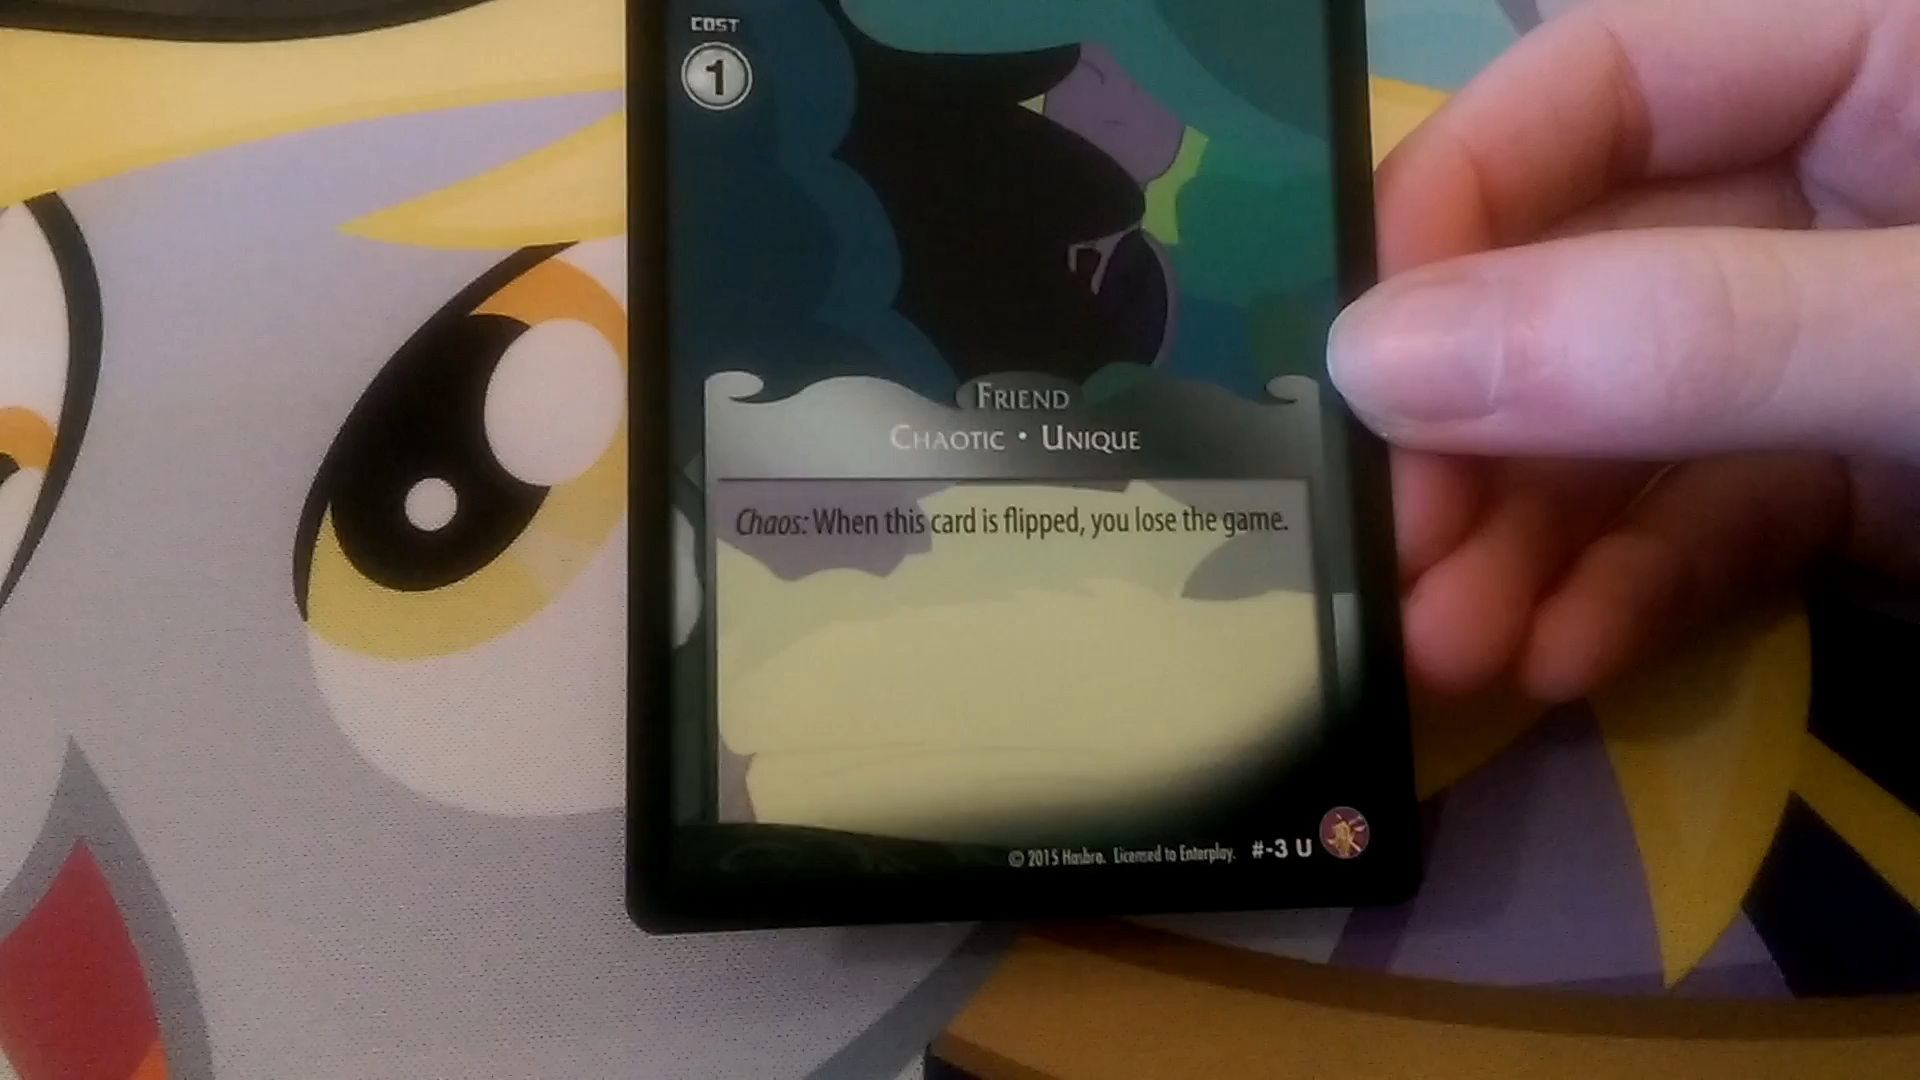 COST
1
FRIEND
CHAOTIC • UNIQUE
Chaos: When this card is flipped, you lose the game.
© 2015 Hasbro. Licensed to Enterplay. #-3 U